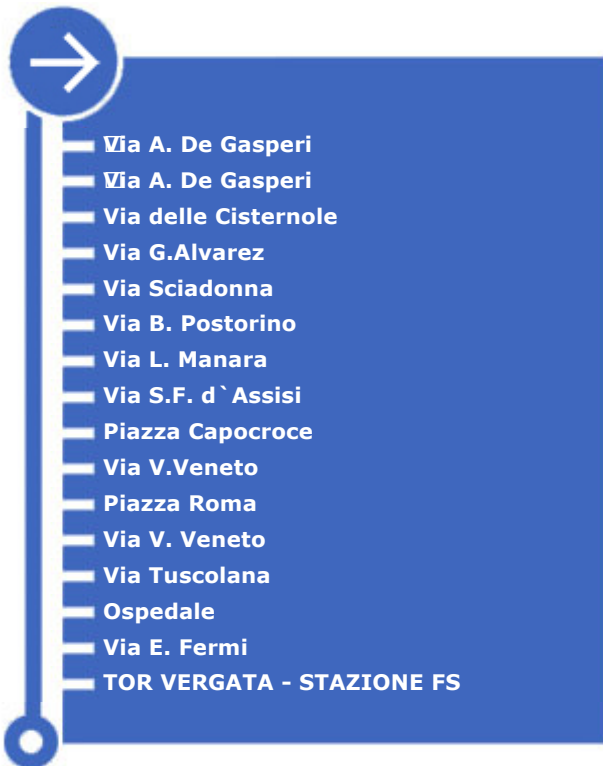 Via A. De Gasperi
Via A. De Gasperi
Via delle Cisternole
Via G.Alvarez
Via Sciadonna
Via B. Postorino
Via L. Manara
Via S.F. d`Assisi
Piazza Capocroce
Via V.Veneto
Piazza Roma
Via V. Veneto
Via Tuscolana
Ospedale
Via E. Fermi
TOR VERGATA - STAZIONE FS